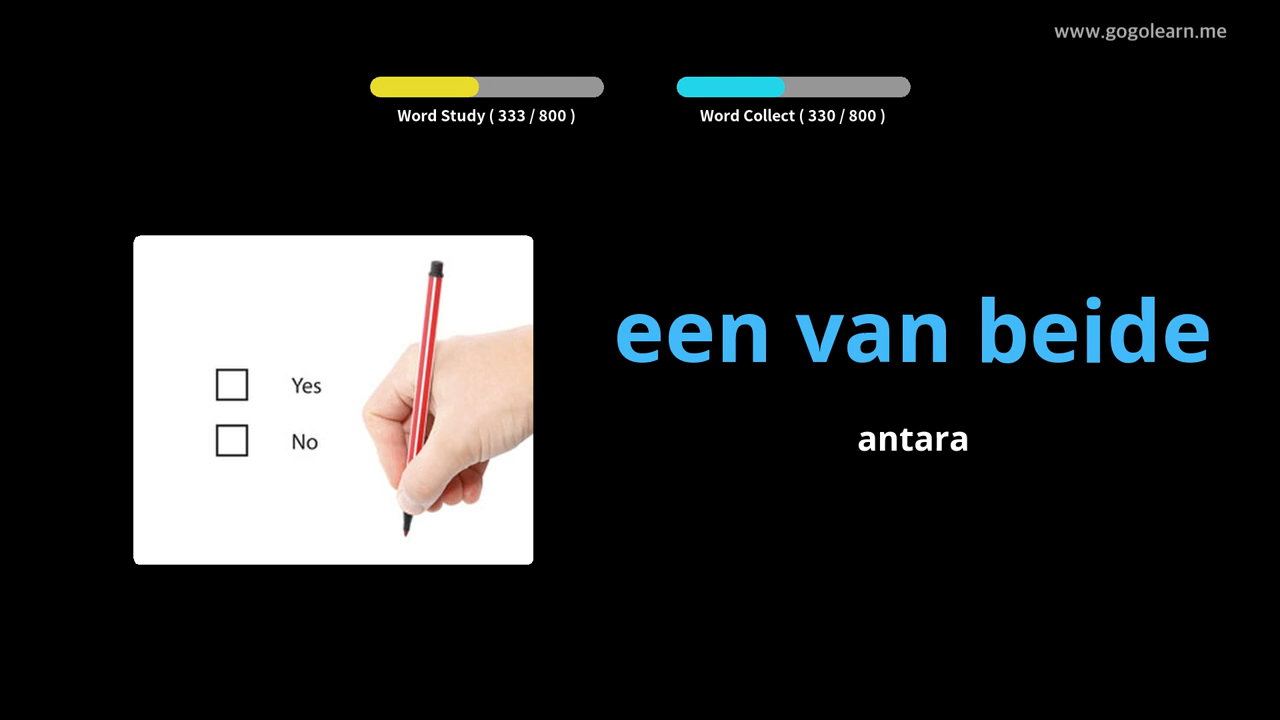 www.gogolearn.me
Word Study ( 333 / 800 )
Word Collect ( 330 / 800 )
Yes
No
een van beide
antara